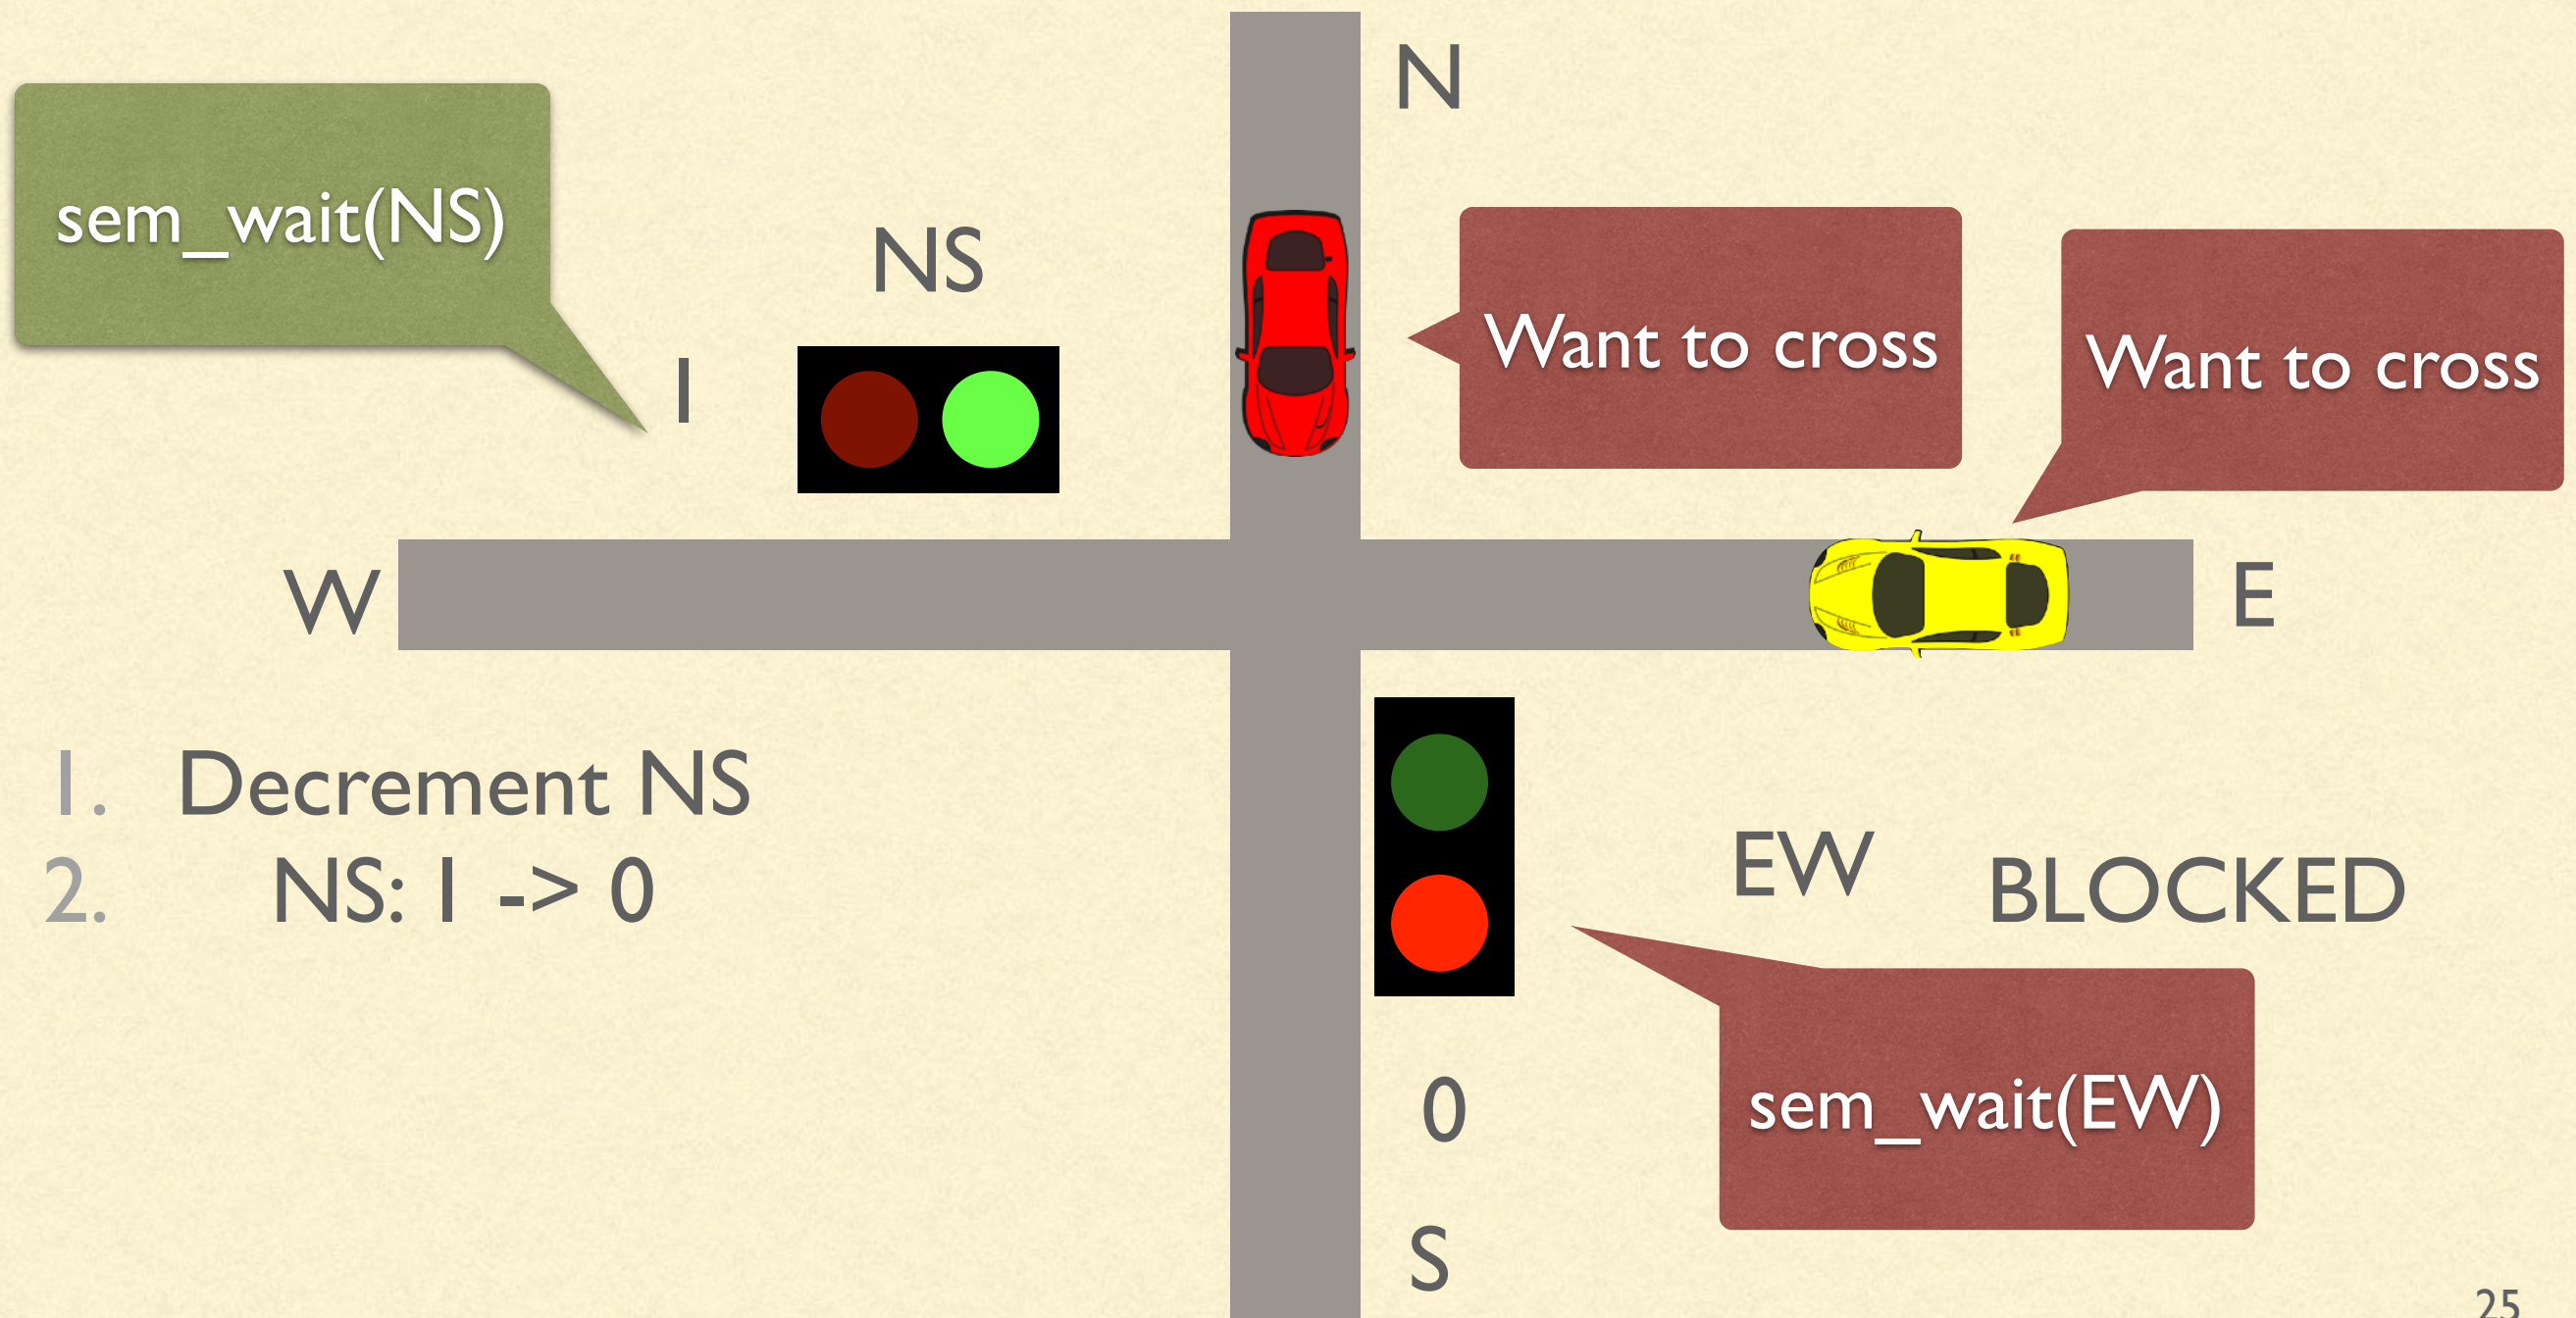 N
sem_wait(NS)
NS
Want to cross
Want to cross
1
W
E
1. Decrement NS
2. NS: 1 -> 0
EW
BLOCKED
0
sem_wait(EW)
S
25